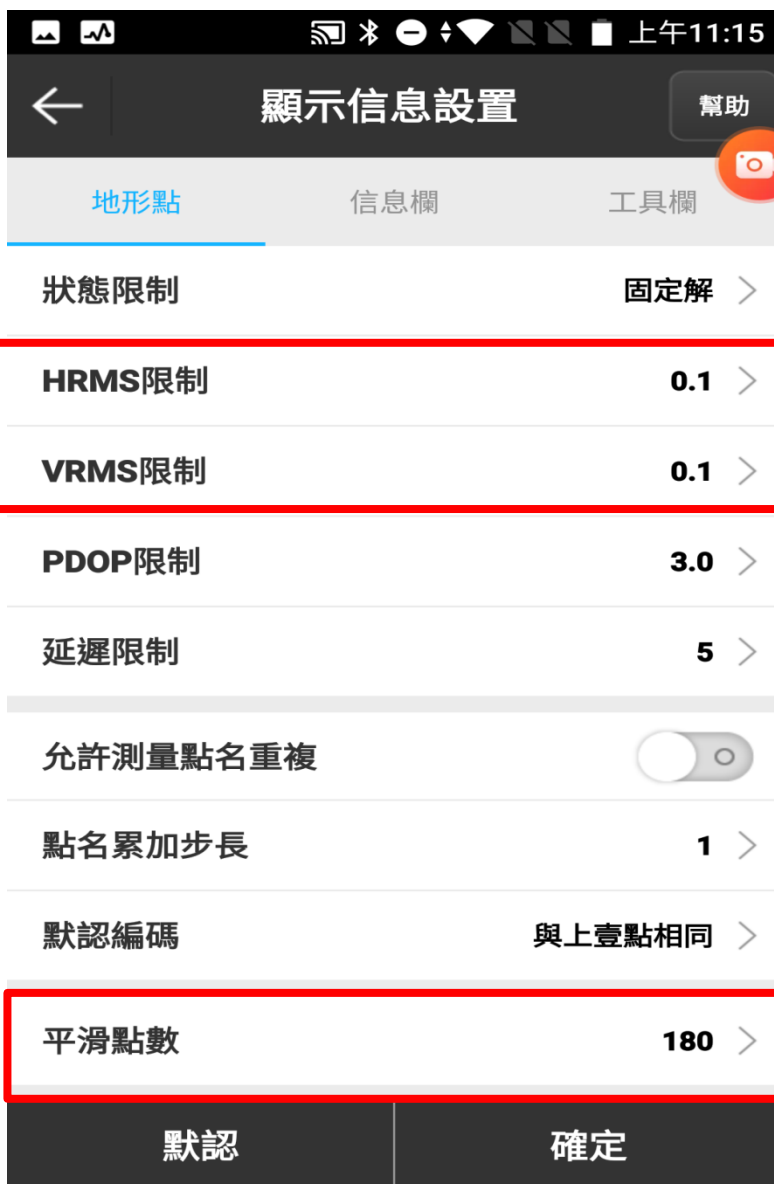 上午11:15
顯示信息設置
幫助
地形點 信息欄 工具欄
狀態限制 固定解
HRMS限制 0.1
VRMS限制 0.1
PDOP限制 3.0
延遲限制 5
允許測量點名重複
點名累加步長 1
默認編碼 與上壹點相同
平滑點數 180
默認 確定